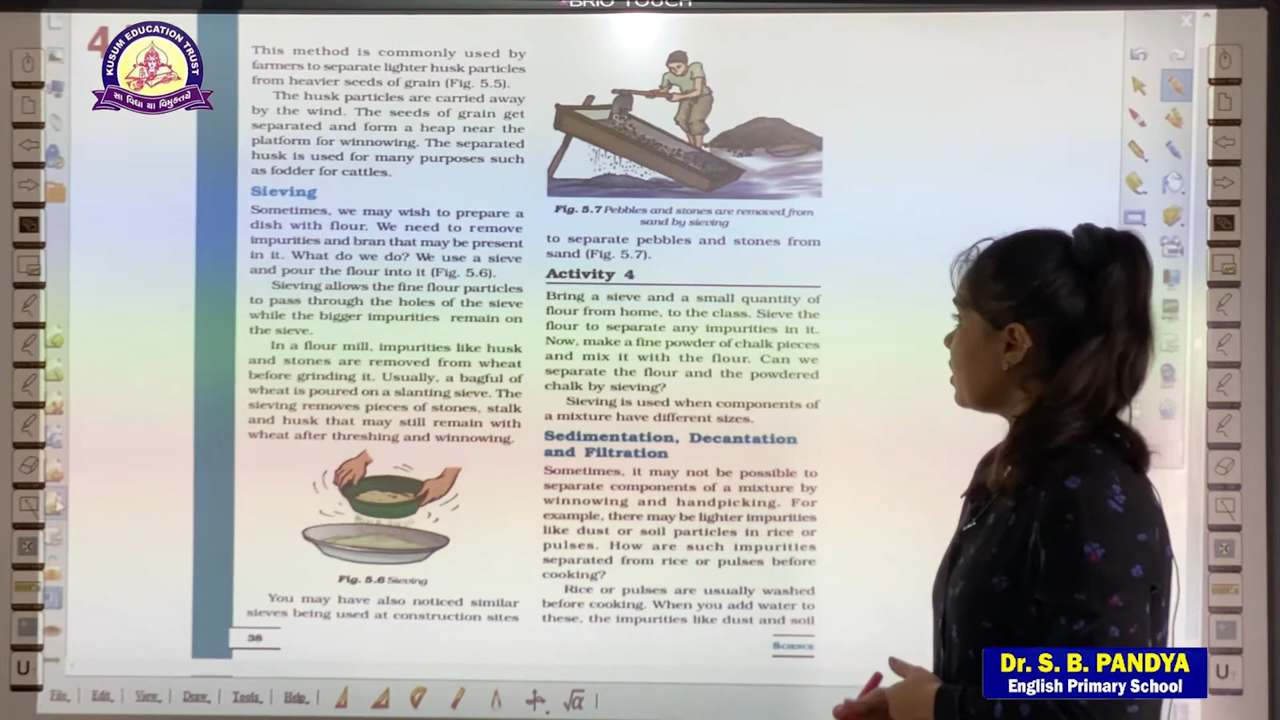 BRIO TOUCH
4
KUSUM EDUCATION TRUST
સા વિદ્યા યા વિમુક્તયે
This method is commonly used by
farmers to separate lighter husk particles
from heavier seeds of grain (Fig. 5.5).
The husk particles are carried away
by the wind. The seeds of grain get
separated and form a heap near the
platform for winnowing. The separated
husk is used for many purposes such
as fodder for cattles.
Sieving
Sometimes, we may wish to prepare a
dish with flour. We need to remove
impurities and bran that may be present
in it. What do we do? We use a sieve
and pour the flour into it (Fig. 5.6).
Sieving allows the fine flour particles
to pass through the holes of the sieve
while the bigger impurities remain on
the sieve.
In a flour mill, impurities like husk
and stones are removed from wheat
before grinding it. Usually, a bagful of
wheat is poured on a slanting sieve. The
sieving removes pieces of stones, stalk
and husk that may still remain with
wheat after threshing and winnowing.
Fig. 5.6 Sieving
You may have also noticed similar
sieves being used at construction sites
36
Fig. 5.7 Pebbles and stones are removed from
sand by sieving
to separate pebbles and stones from
sand (Fig. 5.7).
Activity 4
Bring a sieve and a small quantity of
flour from home, to the class. Sieve the
flour to separate any impurities in it.
Now, make a fine powder of chalk pieces
and mix it with the flour. Can we
separate the flour and the powdered
chalk by sieving?
Sieving is used when components of
a mixture have different sizes.
Sedimentation, Decantation
and Filtration
Sometimes, it may not be possible to
separate components of a mixture by
winnowing and handpicking. For
example, there may be lighter impurities
like dust or soil particles in rice or
pulses. How are such impurities
separated from rice or pulses before
cooking?
Rice or pulses are usually washed
before cooking. When you add water to
these, the impurities like dust and soil
SCIENCE
File Edit View Draw Tools Help
√α
U
U
Dr. S. B. PANDYA
English Primary School